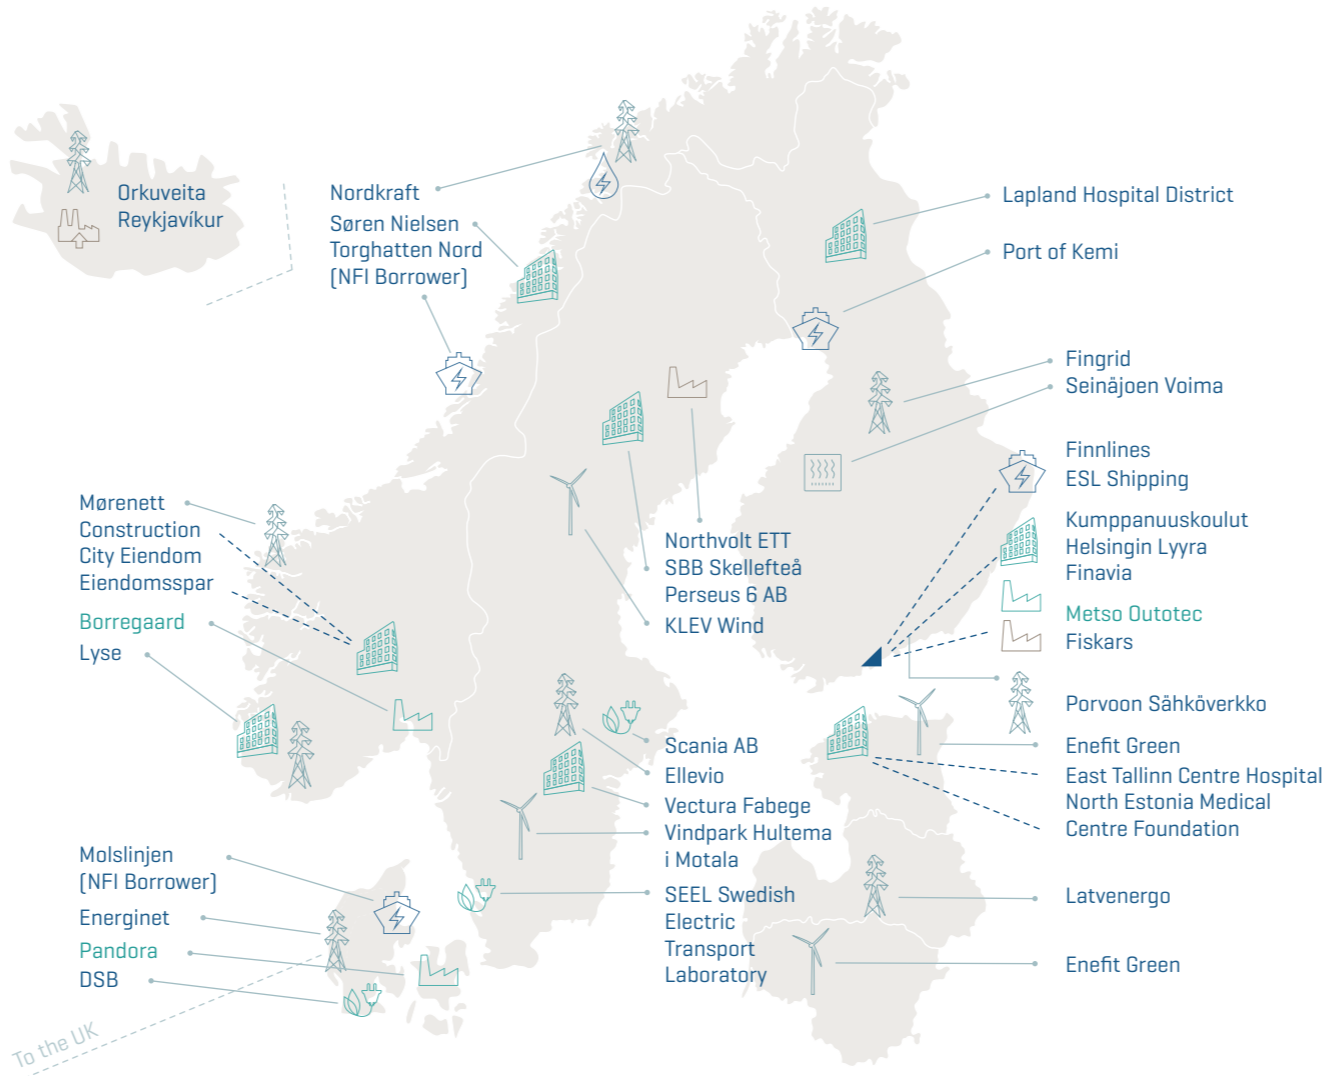 Orkuveita
Reykjavíkur
Nordkraft
Søren Nielsen
Torghatten Nord
(NFI Borrower)
Lapland Hospital District
Port of Kemi
Fingrid
Seinäjoen Voima
Finnlines
ESL Shipping
Kumppanuuskoulut
Helsingin Lyyra
Finavia
Metso Outotec
Fiskars
Porvoon Sähköverkko
Enefit Green
East Tallinn Centre Hospital
North Estonia Medical
Centre Foundation
Latvenergo
Enefit Green
Mørenett
Construction
City Eiendom
Eiendomsspar
Borregaard
Lyse
Northvolt ETT
SBB Skellefteå
Perseus 6 AB
KLEV Wind
Scania AB
Ellevio
Vectura Fabege
Vindpark Hultema
i Motala
SEEL Swedish
Electric
Transport
Laboratory
Molslinjen
(NFI Borrower)
Energinet
Pandora
DSB
To the UK